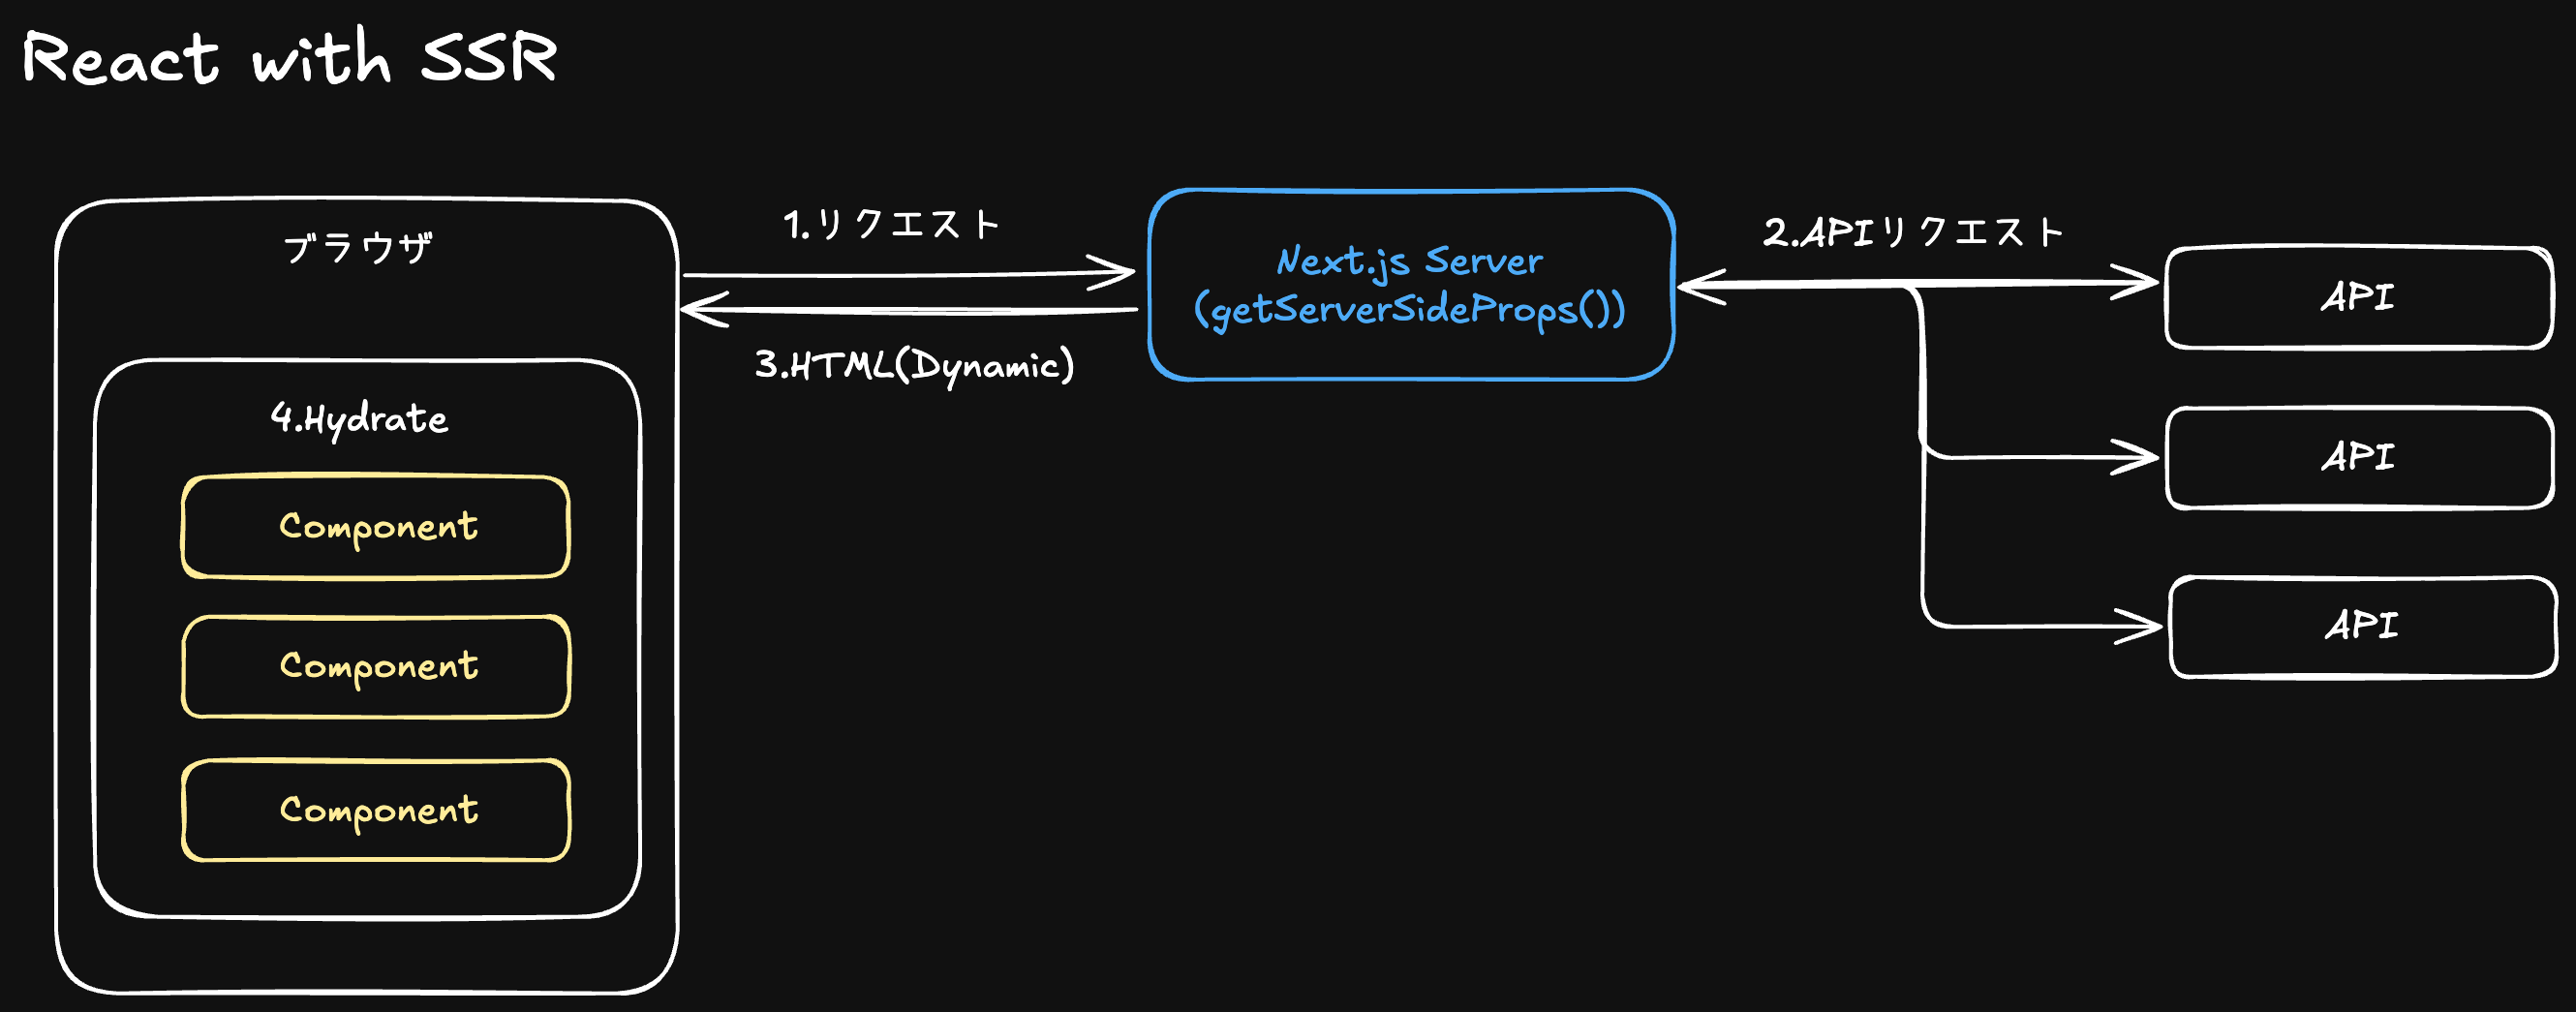 React with SSR
ブラウザ
1.リクエスト
Next.js Server
(getServerSideProps())
2.APIリクエスト
API
3.HTML(Dynamic)
4.Hydrate
API
Component
API
Component
Component